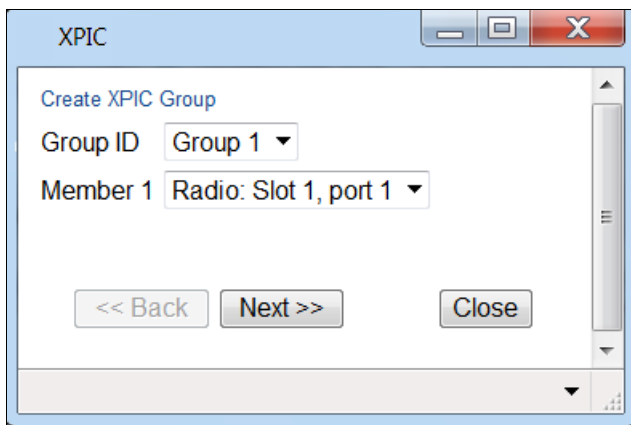 XPIC
Create XPIC Group
Group ID Group 1
Member 1 Radio: Slot 1, port 1
<< Back Next >> Close